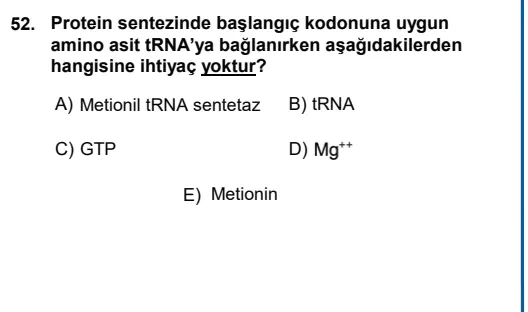 52. Protein sentezinde başlangıç kodonuna uygun
amino asit tRNA'ya bağlanırken aşağıdakilerden
hangisine ihtiyaç yoktur?
A) Metionil tRNA sentetaz B) tRNA
C) GTP D) Mg⁺⁺
E) Metionin